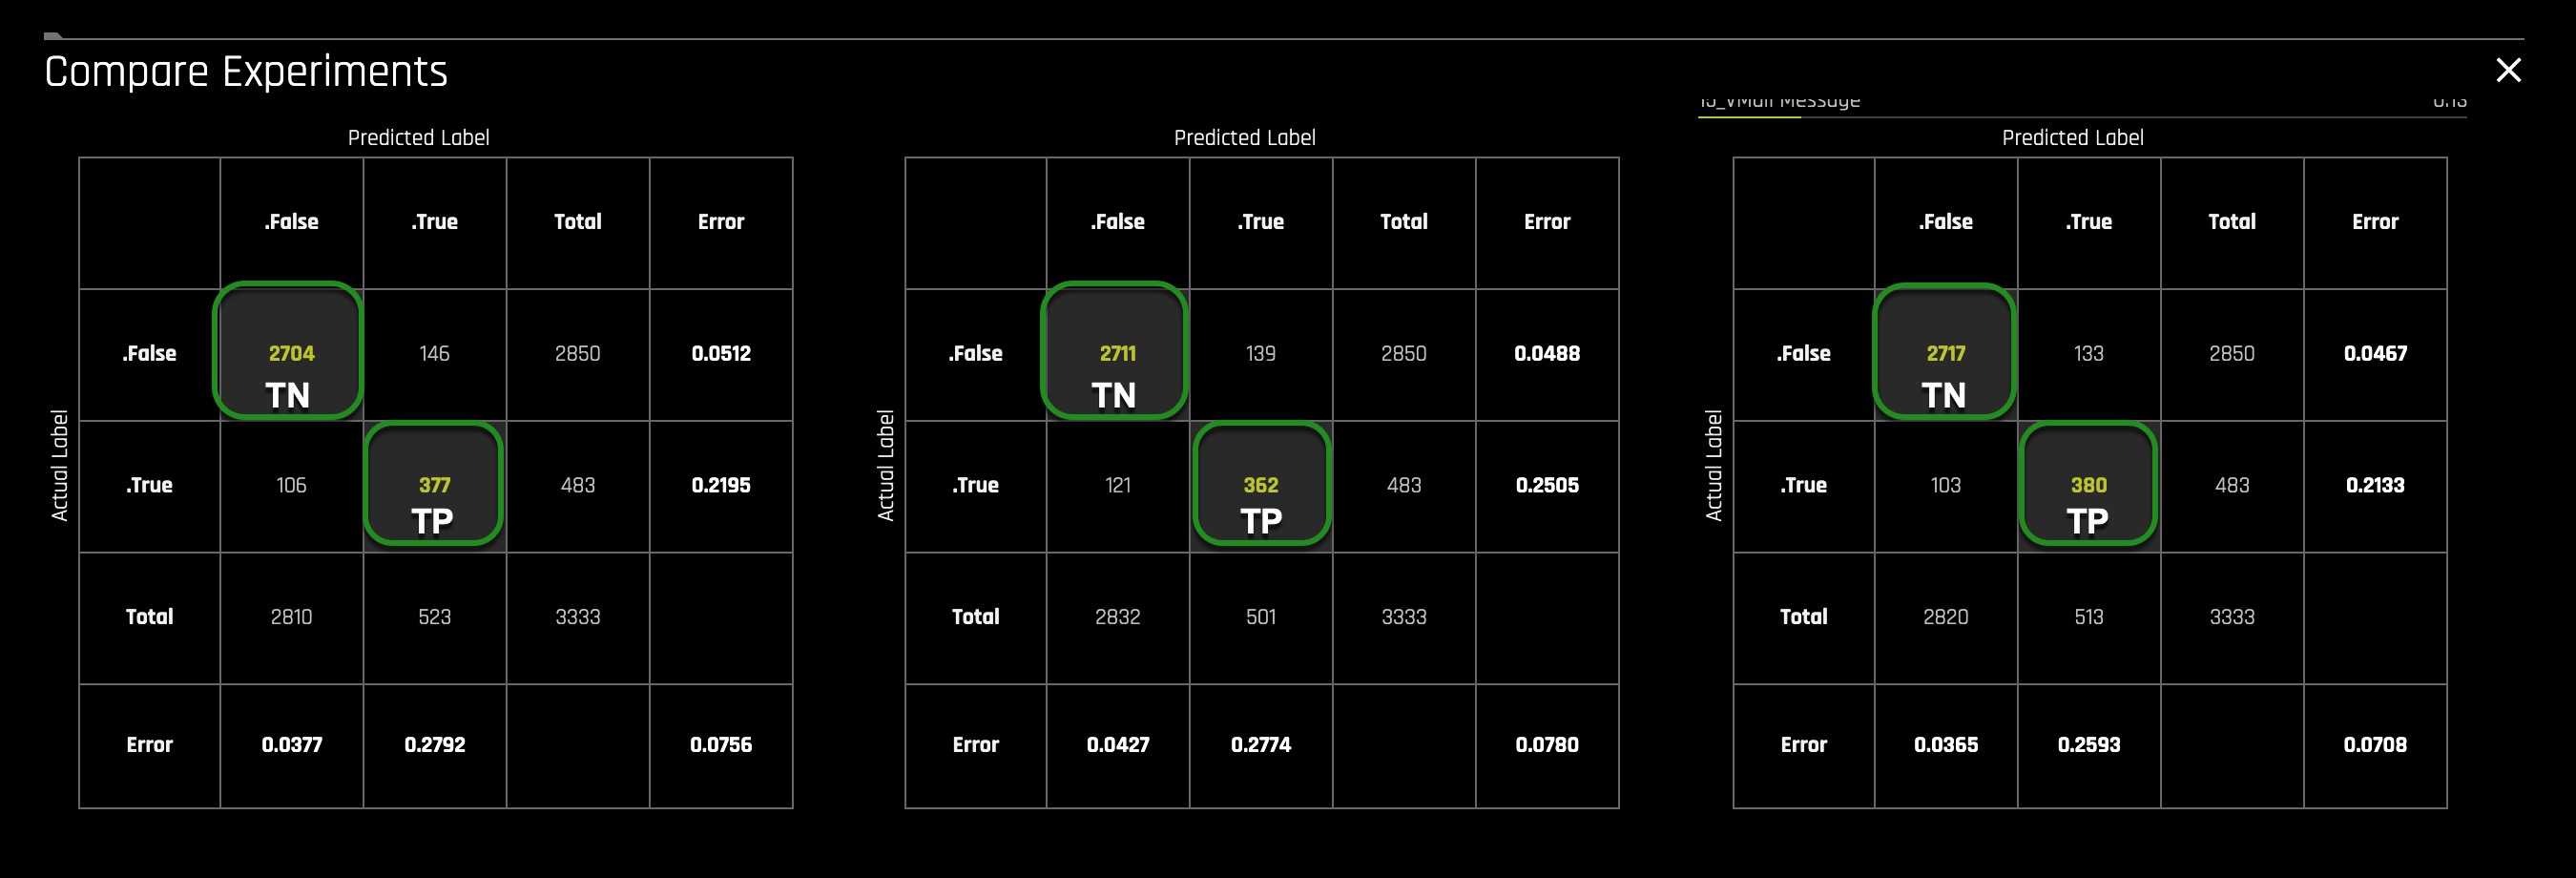 Compare Experiments
15_VMail Message 0.13
Predicted Label Predicted Label Predicted Label
.False .True Total Error .False .True Total Error .False .True Total Error
.False 2704 146 2850 0.0512 .False 2711 139 2850 0.0488 .False 2717 133 2850 0.0467
TN TN TN
Actual Label Actual Label Actual Label
.True 106 377 483 0.2195 .True 121 362 483 0.2505 .True 103 380 483 0.2133
TP TP TP
Total 2810 523 3333 Total 2832 501 3333 Total 2820 513 3333
Error 0.0377 0.2792 0.0756 Error 0.0427 0.2774 0.0780 Error 0.0365 0.2593 0.0708